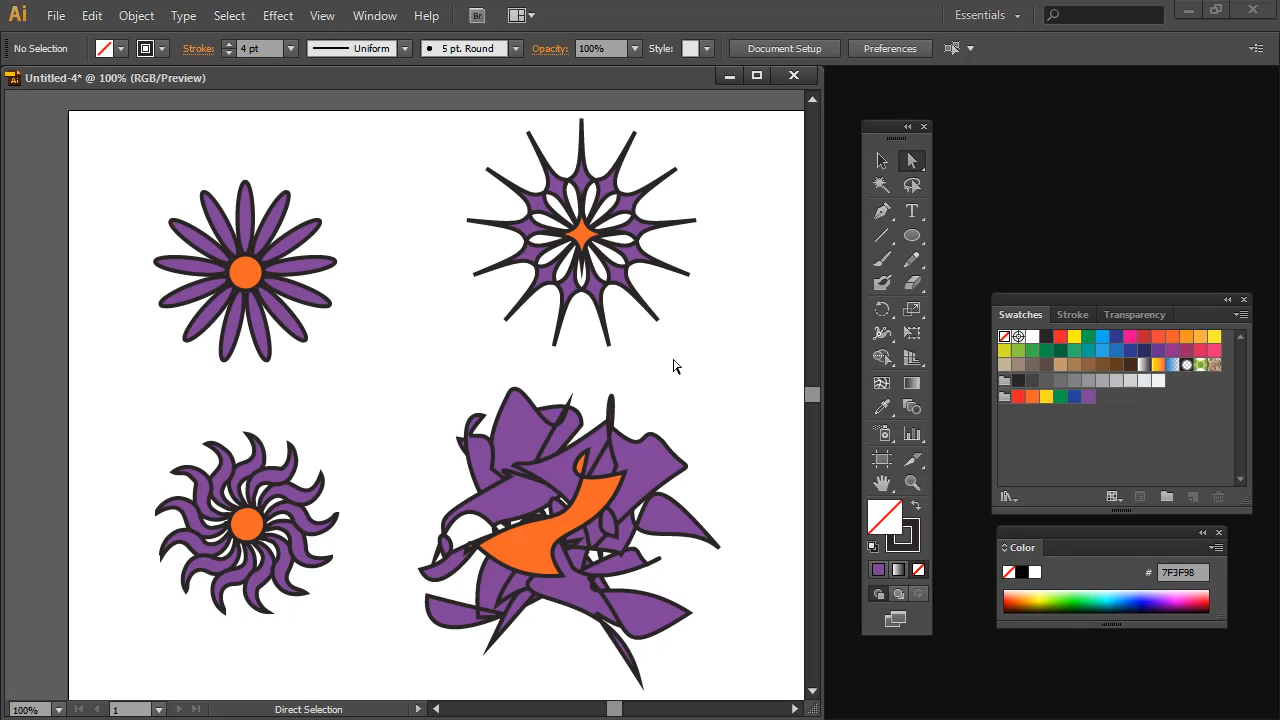 Ai File Edit Object Type Select Effect View Window Help Br Essentials
No Selection Stroke: 4 pt Uniform 5 pt. Round Opacity: 100% Style: Document Setup Preferences
Ai Untitled-4* @ 100% (RGB/Preview)
T
Swatches Stroke Transparency
Color
# 7F3F98
100% 1 Direct Selection